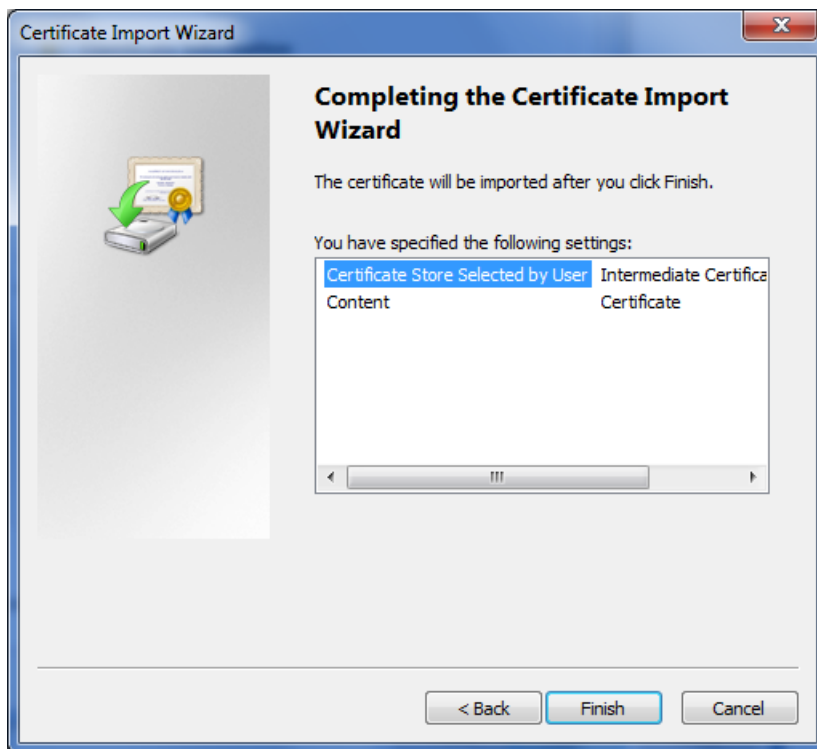 Certificate Import Wizard
Completing the Certificate Import
Wizard
The certificate will be imported after you click Finish.
You have specified the following settings:
Certificate Store Selected by User Intermediate Certifica
Content Certificate
< Back Finish Cancel